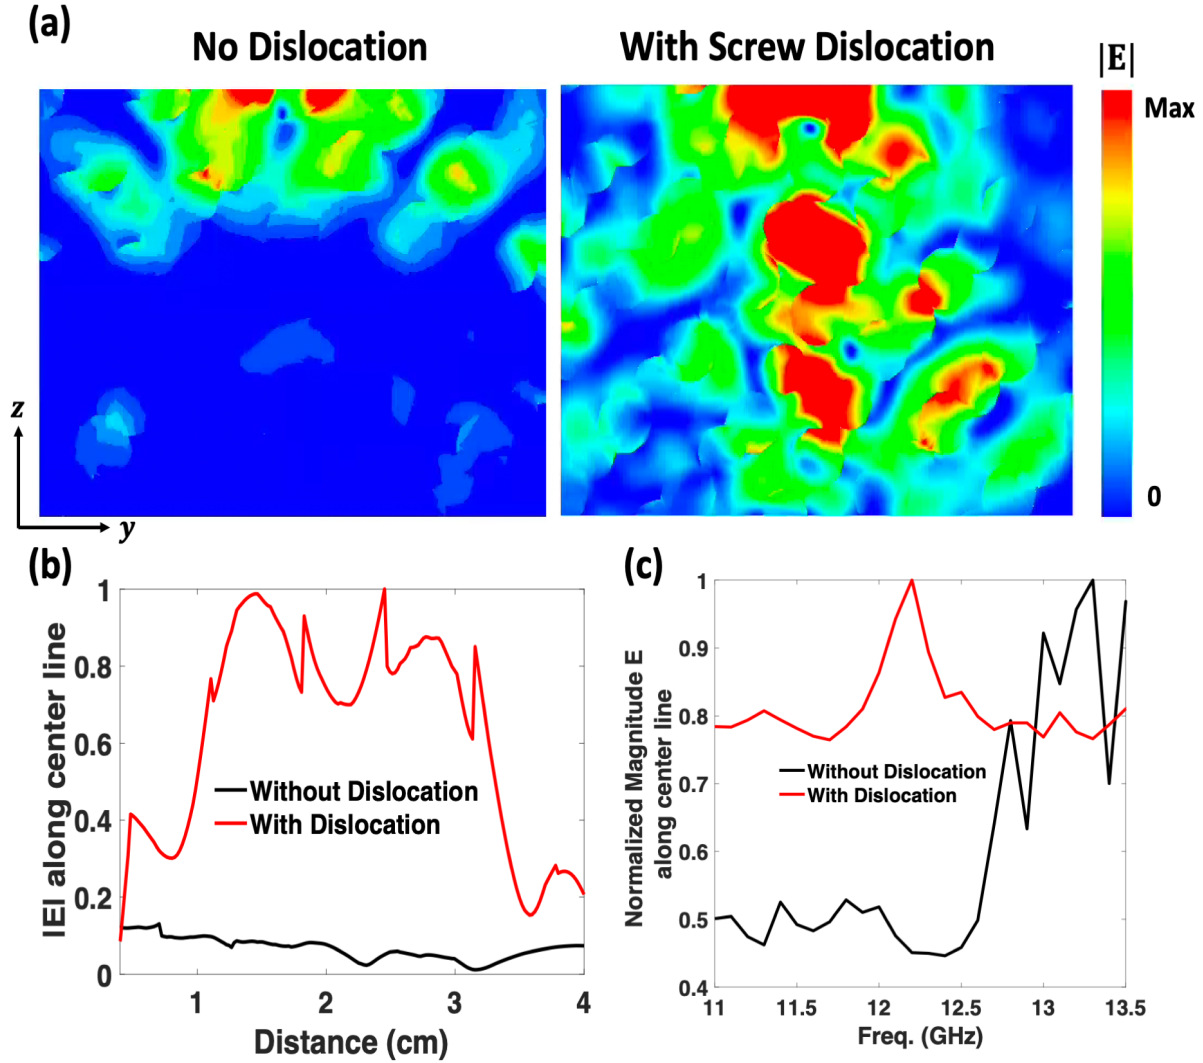 (a)
No Dislocation
With Screw Dislocation
|E|
Max
0
z
y
(b)
(c)
1
0.8
0.6
0.4
0.2
0
1
2
3
4
|E| along center line
Distance (cm)
Without Dislocation
With Dislocation
1
0.9
0.8
0.7
0.6
0.5
0.4
11
11.5
12
12.5
13
13.5
Normalized Magnitude E
along center line
Freq. (GHz)
Without Dislocation
With Dislocation